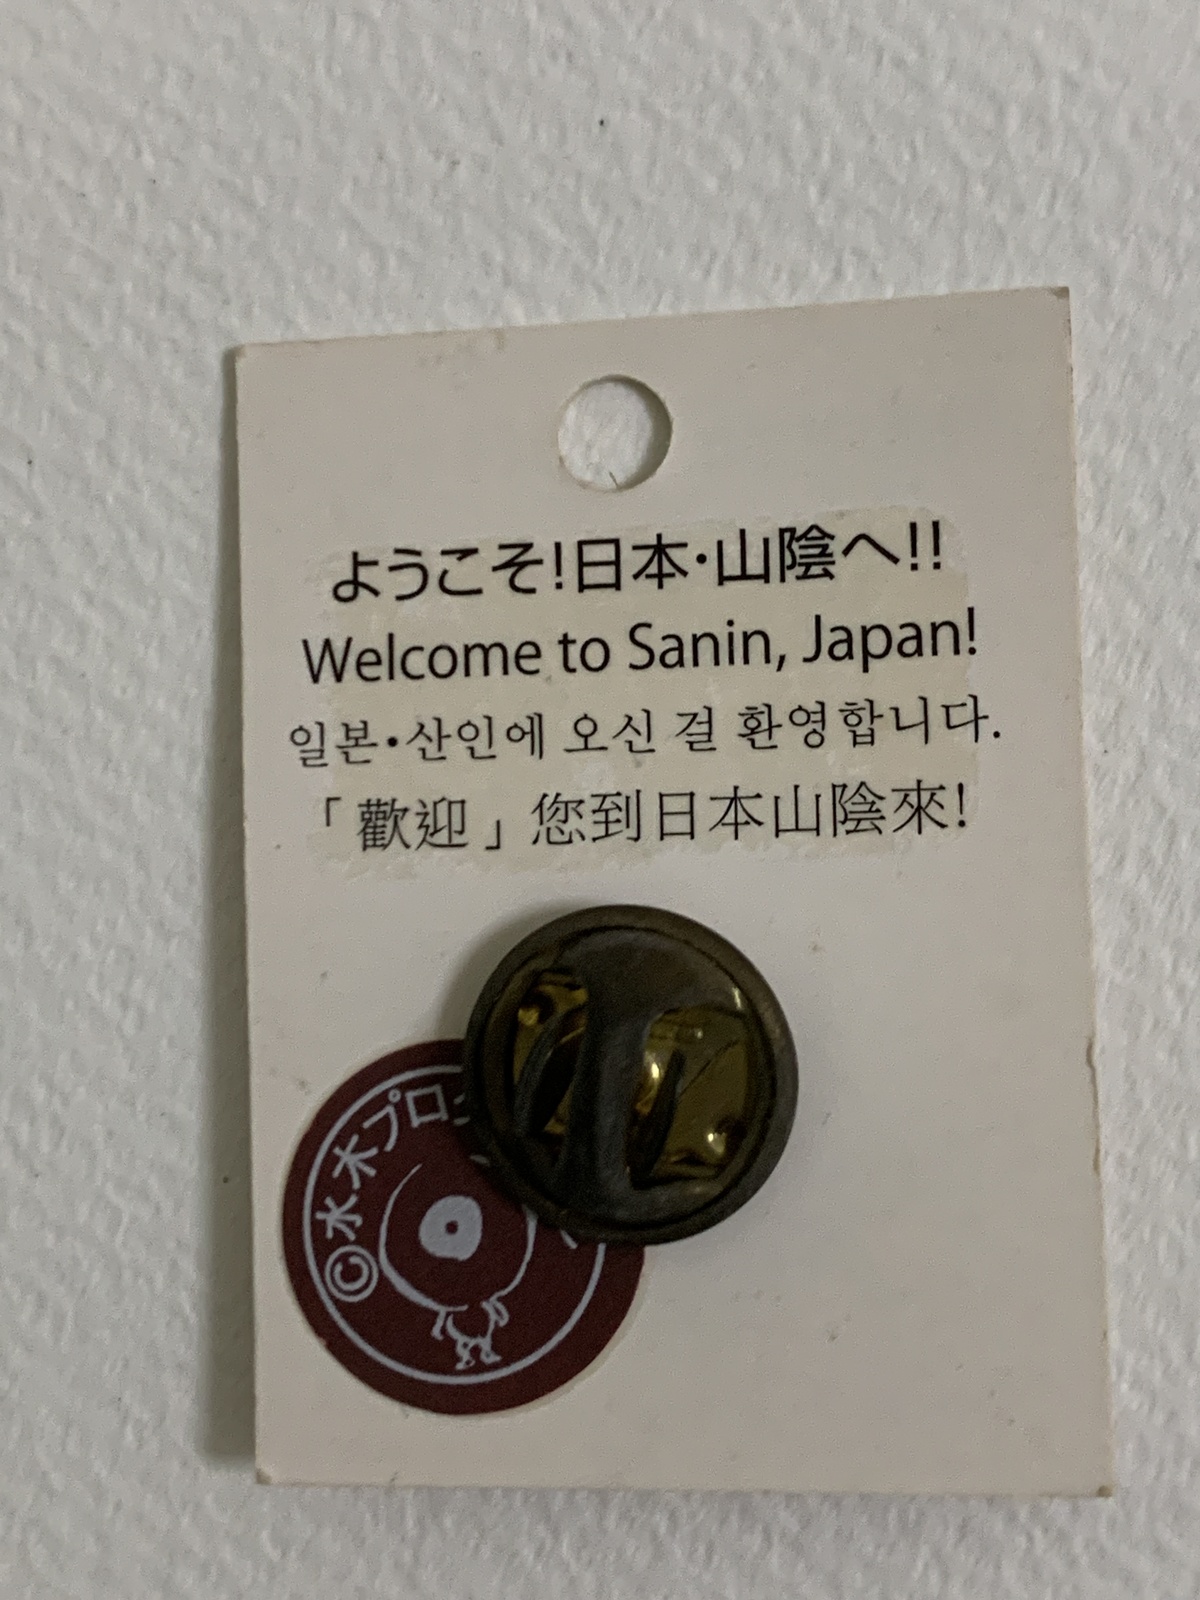 ようこそ!日本・山陰へ!!
Welcome to Sanin, Japan!
일본・산인에 오신 걸 환영합니다.
「歡迎」您到日本山陰來!
©水木プロ